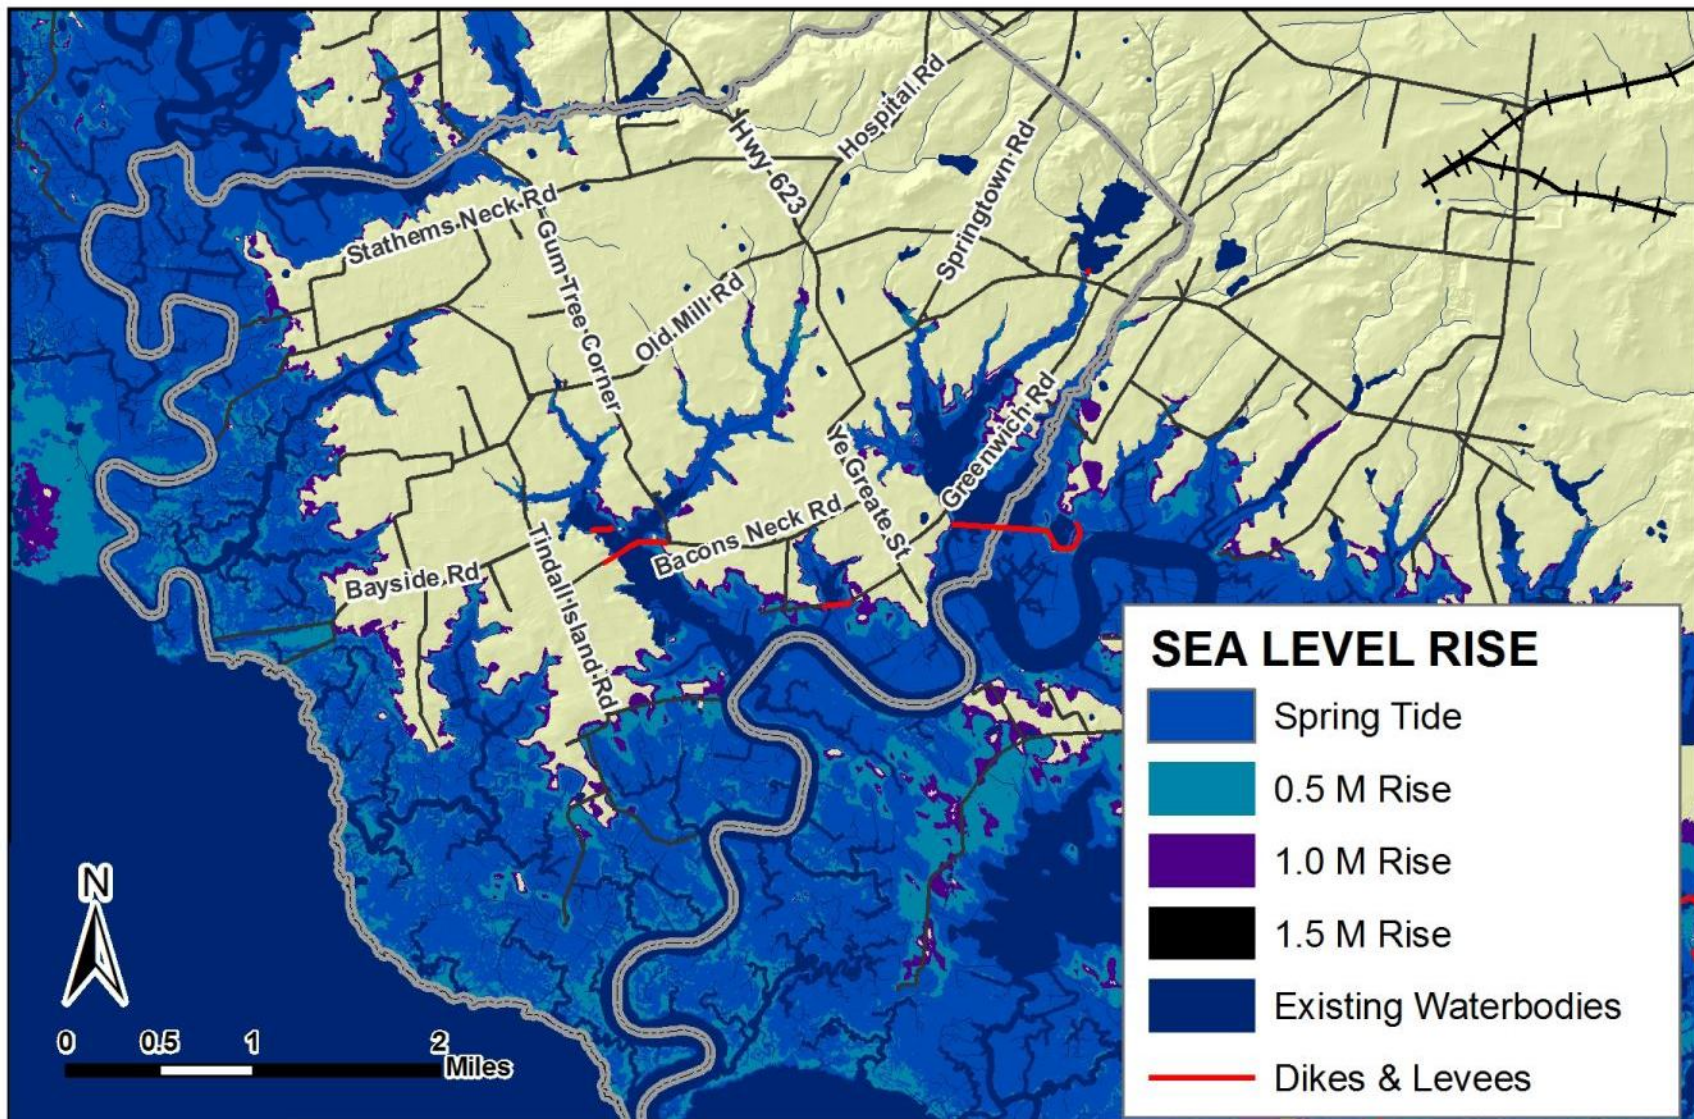 Hospital Rd
Hwy 623
Springtown Rd
Stathems Neck Rd
Gum Tree Corner
Old Mill Rd
Greenwich Rd
Ye Greate St
Bacons Neck Rd
Tindall Island Rd
Bayside Rd
SEA LEVEL RISE
Spring Tide
0.5 M Rise
1.0 M Rise
1.5 M Rise
Existing Waterbodies
Dikes & Levees
N
0 0.5 1 2
Miles